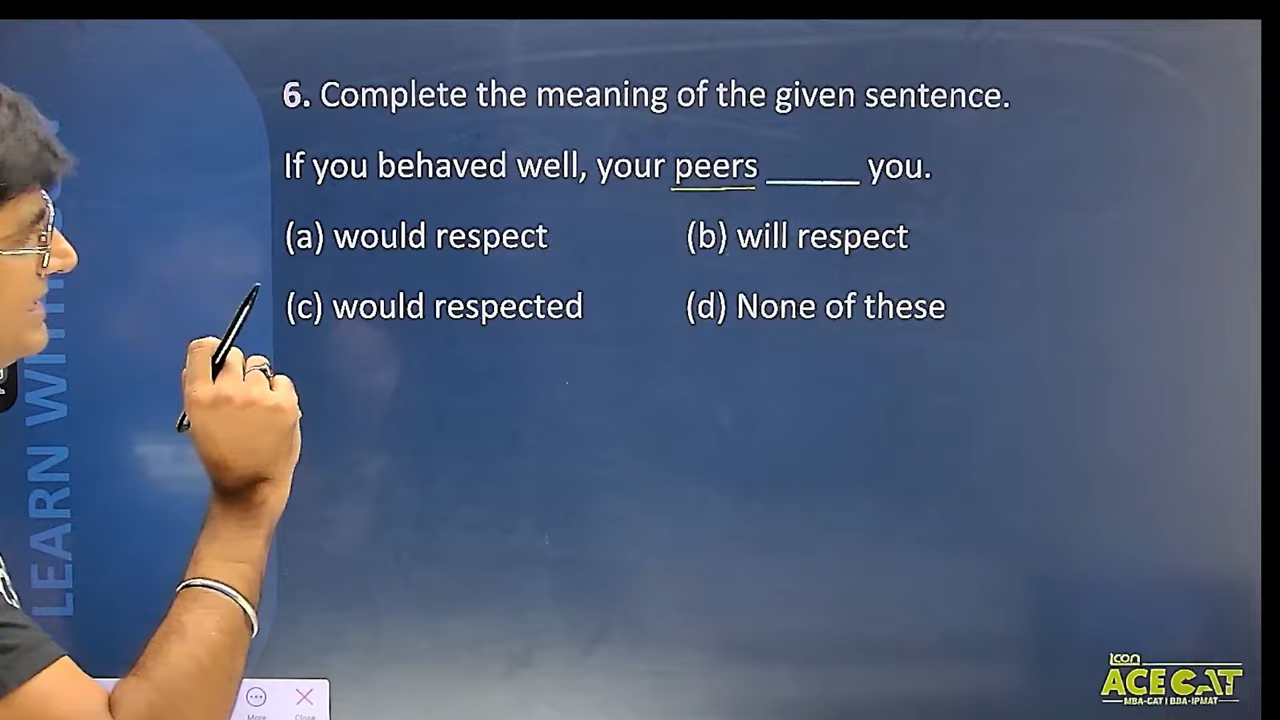 6. Complete the meaning of the given sentence.
If you behaved well, your peers ______ you.
(a) would respect
(b) will respect
(c) would respected
(d) None of these
LEARN WITH
More
Close
Icon
ACE CAT
MBA-CAT | BBA-IPMAT